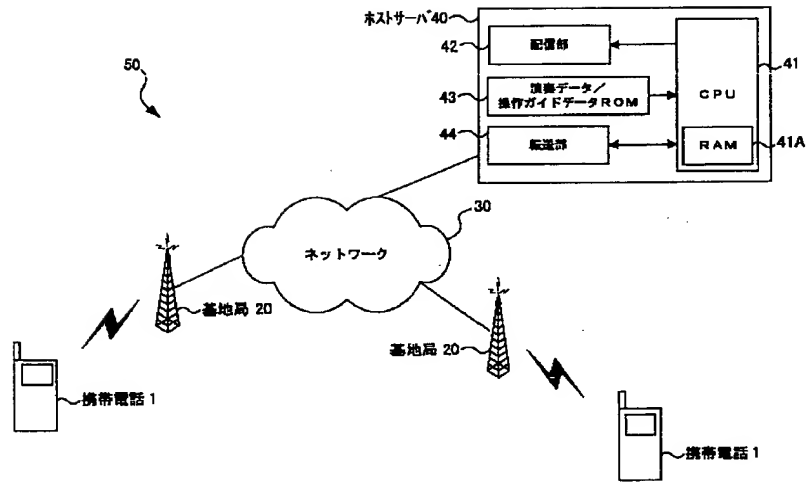 ホストサーバ40
42
配信部
50
43
演奏データ/
操作ガイドデータROM
CPU
41
44
転送部
RAM
41A
30
ネットワーク
基地局 20
基地局 20
携帯電話 1
携帯電話 1